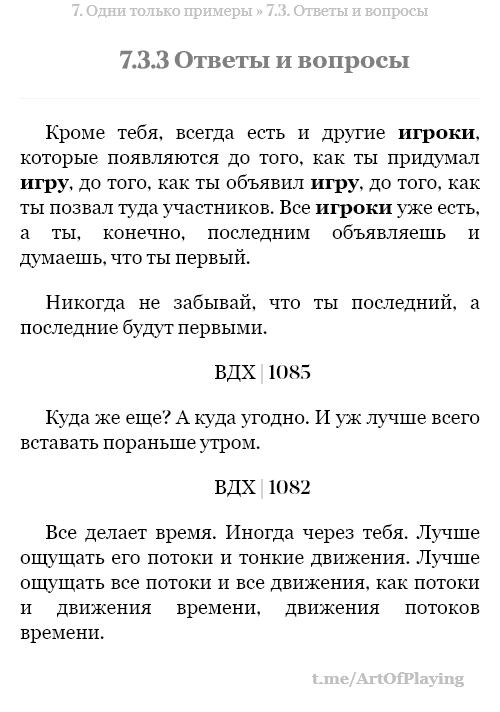 7. Одни только примеры » 7.3. Ответы и вопросы
7.3.3 Ответы и вопросы
Кроме тебя, всегда есть и другие игроки,
которые появляются до того, как ты придумал
игру, до того, как ты объявил игру, до того, как
ты позвал туда участников. Все игроки уже есть,
а ты, конечно, последним объявляешь и
думаешь, что ты первый.
Никогда не забывай, что ты последний, а
последние будут первыми.
ВДХ | 1085
Куда же еще? А куда угодно. И уж лучше всего
вставать пораньше утром.
ВДХ | 1082
Все делает время. Иногда через тебя. Лучше
ощущать его потоки и тонкие движения. Лучше
ощущать все потоки и все движения, как потоки
и движения времени, движения потоков
времени.
t.me/ArtOfPlaying